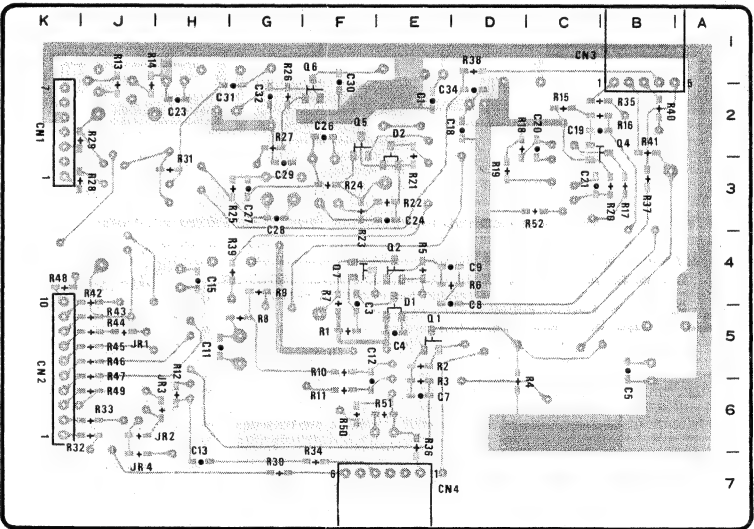 K J I H G F E D C B A
I
R13 R14 Q6 R38 CN3
7 R26 C30 1 5
C31 C32 C34 R15 R35 R40
C23 C18 2
CN1 R27 C26 Q5 D2 R18 C20 C19 R16 R41
R29 Q4
R31 C29 R21 R19
1 R28 R24 C21 3
R25 C27 R22 R28 R17 R37
C28 R23 C24 R52
R39 Q2 R5
Q7 C9 4
R48 C15 R9 R6
10 R42 R7 C3 D1 C8
R43
R44 R8 R1 Q1
JR1 C4 5
R45 C11
CN2 R46 C12 R2
R47 R12 R10 R3 R4 C5
R49 JR3 R11 C7
R33 R51 6
1 JR2 R50
R32 C13 R34 R36
JR4 R30 6 1 CN4 7